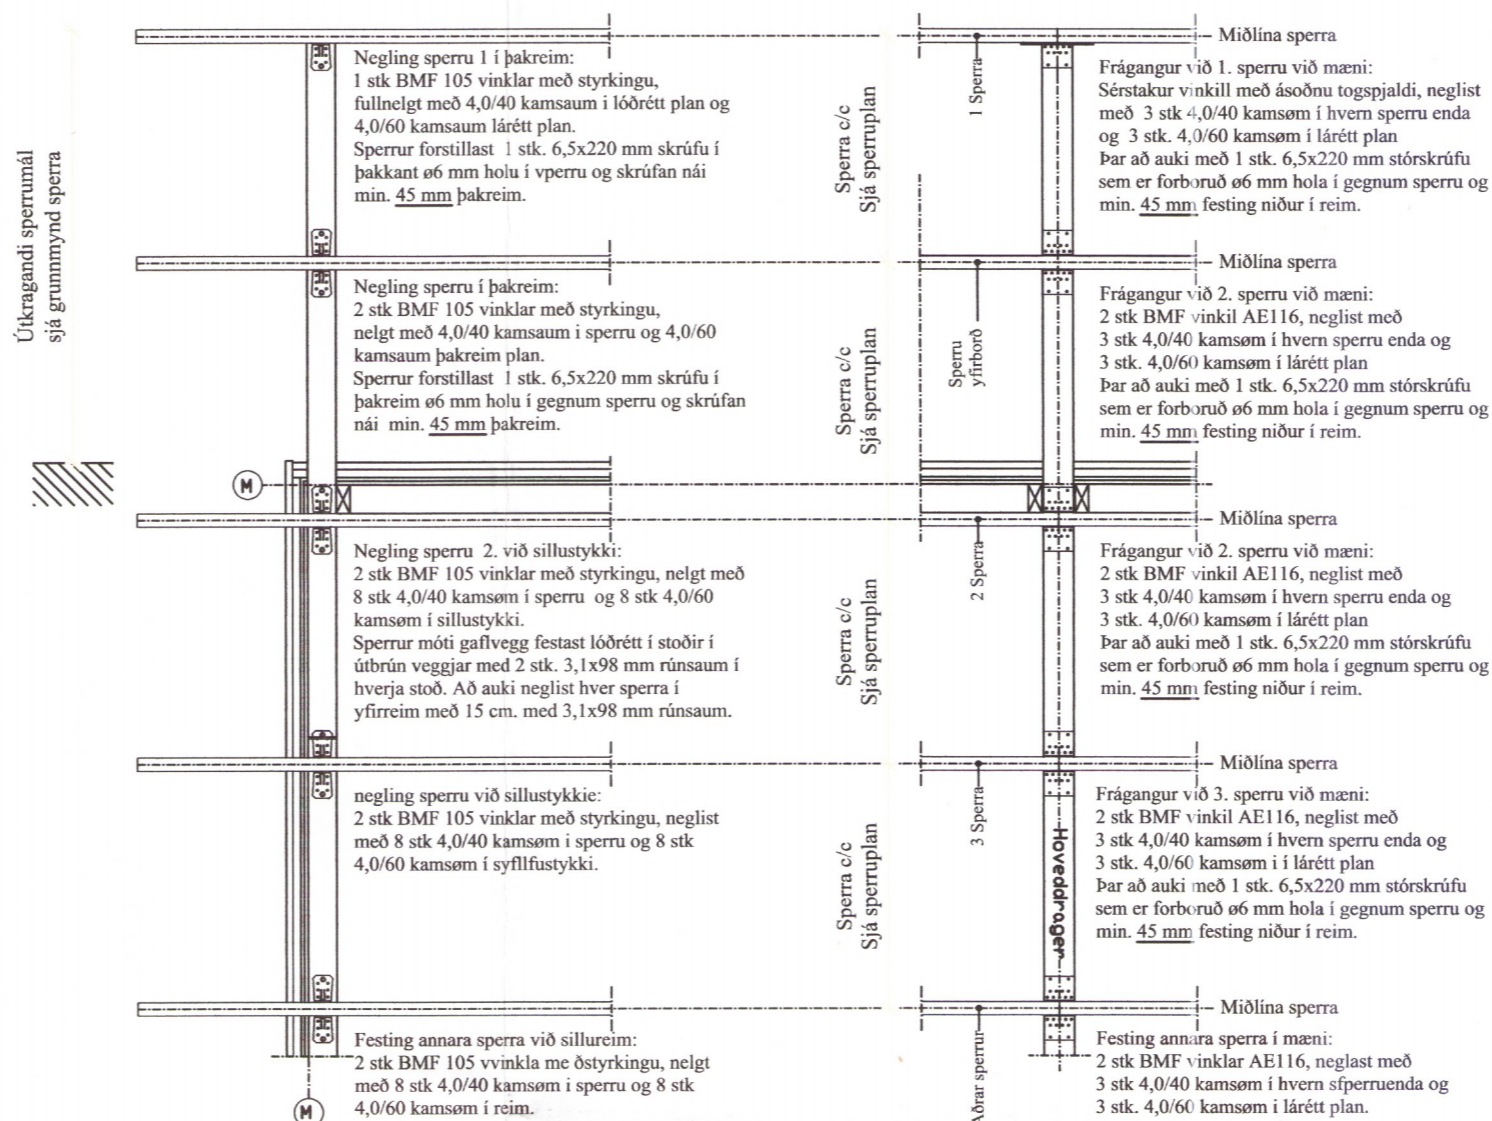 Útkragandi sperrumál
sjá grunnmynd sperra
Negling sperru 1 í þakreim:
1 stk BMF 105 vinklar með styrkingu,
fullnelgt með 4,0/40 kamsaum i lóðrétt plan og
4,0/60 kamsaum lárétt plan.
Sperrur forstillast 1 stk. 6,5x220 mm skrúfu í
þakkant ø6 mm holu í vperru og skrúfan nái
min. 45 mm þakreim.
Sperra c/c
Sjá sperruplan
1 Sperra
Miðlína sperra
Frágangur við 1. sperru við mæni:
Sérstakur vinkill með ásoðnu togspjaldi, neglist
með 3 stk 4,0/40 kamsøm í hvern sperru enda
og 3 stk. 4,0/60 kamsøm í lárétt plan
Þar að auki með 1 stk. 6,5x220 mm stórskrúfu
sem er forboruð ø6 mm hola í gegnum sperru og
min. 45 mm festing niður í reim.
Negling sperru í þakreim:
2 stk BMF 105 vinklar með styrkingu,
nelgt með 4,0/40 kamsaum i sperru og 4,0/60
kamsaum þakreim plan.
Sperrur forstillast 1 stk. 6,5x220 mm skrúfu í
þakreim ø6 mm holu í gegnum sperru og skrúfan
nái min. 45 mm þakreim.
Sperra c/c
Sjá sperruplan
Sperru
yfirborð
Miðlína sperra
Frágangur við 2. sperru við mæni:
2 stk BMF vinkil AE116, neglist með
3 stk 4,0/40 kamsøm í hvern sperru enda og
3 stk. 4,0/60 kamsøm í lárétt plan
Þar að auki með 1 stk. 6,5x220 mm stórskrúfu
sem er forboruð ø6 mm hola í gegnum sperru og
min. 45 mm festing niður í reim.
M
Negling sperru 2. við sillustykki:
2 stk BMF 105 vinklar með styrkingu, nelgt með
8 stk 4,0/40 kamsøm í sperru og 8 stk 4,0/60
kamsøm í sillustykki.
Sperrur móti gaflvegg festast lóðrétt í stoðir í
útbrún veggjar med 2 stk. 3,1x98 mm rúnsaum í
hverja stoð. Að auki neglist hver sperra í
yfirreim með 15 cm. med 3,1x98 mm rúnsaum.
Sperra c/c
Sjá sperruplan
2 Sperra
Miðlína sperra
Frágangur við 2. sperru við mæni:
2 stk BMF vinkil AE116, neglist með
3 stk 4,0/40 kamsøm í hvern sperru enda og
3 stk. 4,0/60 kamsøm í lárétt plan
Þar að auki með 1 stk. 6,5x220 mm stórskrúfu
sem er forboruð ø6 mm hola í gegnum sperru og
min. 45 mm festing niður í reim.
negling sperru við sillustykkie:
2 stk BMF 105 vinklar með styrkingu, neglist
með 8 stk 4,0/40 kamsøm i sperru og 8 stk
4,0/60 kamsøm í syfllfustykki.
Sperra c/c
Sjá sperruplan
3 Sperra
Hoveddrager
Miðlína sperra
Frágangur við 3. sperru við mæni:
2 stk BMF vinkil AE116, neglist með
3 stk 4,0/40 kamsøm í hvern sperru enda og
3 stk. 4,0/60 kamsøm i í lárétt plan
Þar að auki með 1 stk. 6,5x220 mm stórskrúfu
sem er forboruð ø6 mm hola í gegnum sperru og
min. 45 mm festing niður í reim.
Festing annara sperra við sillureim:
2 stk BMF 105 vvinkla me ðstyrkingu, nelgt
með 8 stk 4,0/40 kamsøm i sperru og 8 stk
4,0/60 kamsøm í reim.
M
Aðrar sperrur
Miðlína sperra
Festing annara sperra í mæni:
2 stk BMF vinklar AE116, neglast með
3 stk 4,0/40 kamsøm í hvern sfperruenda og
3 stk. 4,0/60 kamsøm i lárétt plan.